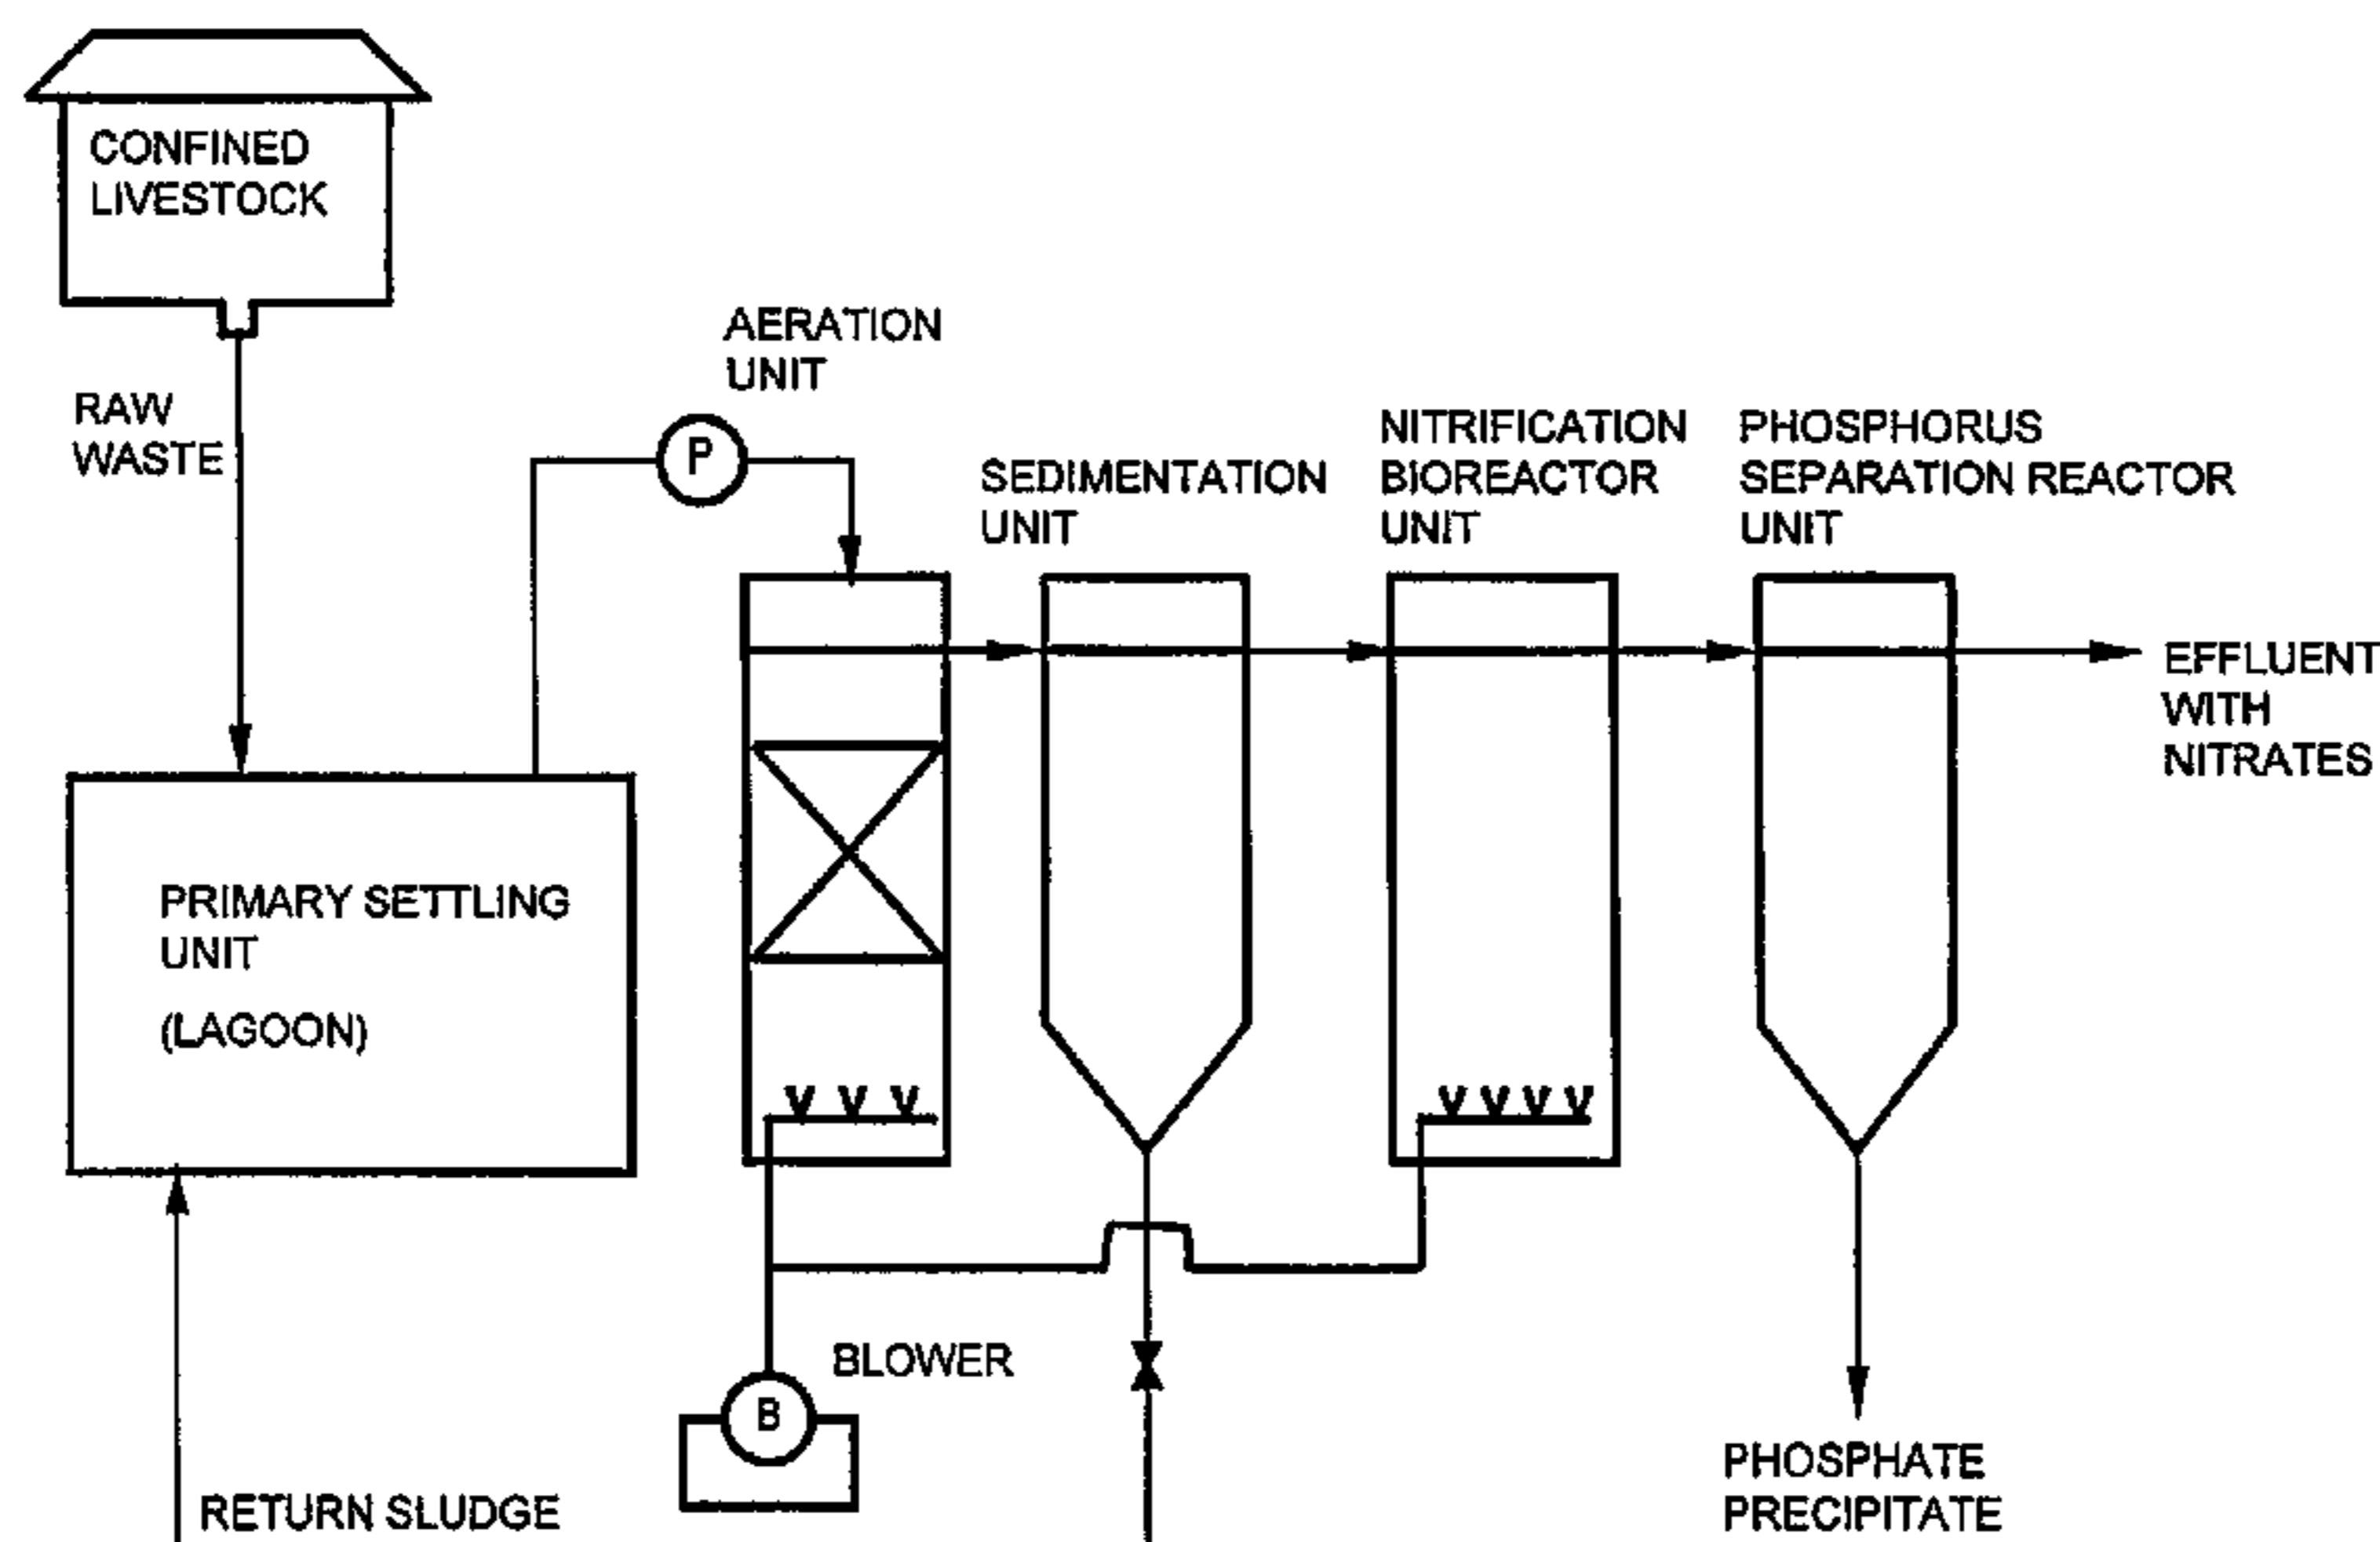 CONFINED
LIVESTOCK
RAW
WASTE
AERATION
UNIT
P
SEDIMENTATION
UNIT
NITRIFICATION
BIOREACTOR
UNIT
PHOSPHORUS
SEPARATION REACTOR
UNIT
EFFLUENT
WITH
NITRATES
PRIMARY SETTLING
UNIT
(LAGOON)
BLOWER
B
RETURN SLUDGE
PHOSPHATE
PRECIPITATE